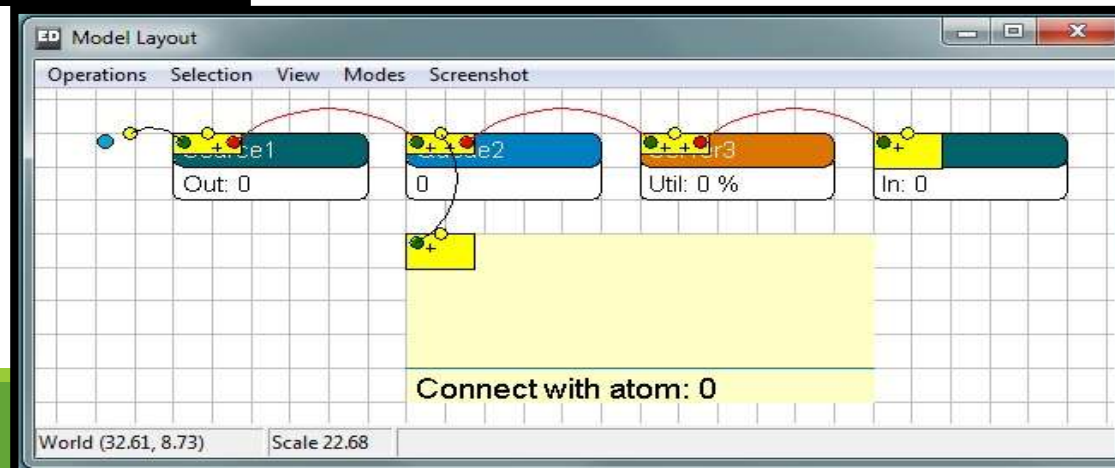 Model Layout
Operations Selection View Modes Screenshot
Out: 0
0
Util: 0 %
In: 0
Connect with atom: 0
World (32.61, 8.73) Scale 22.68